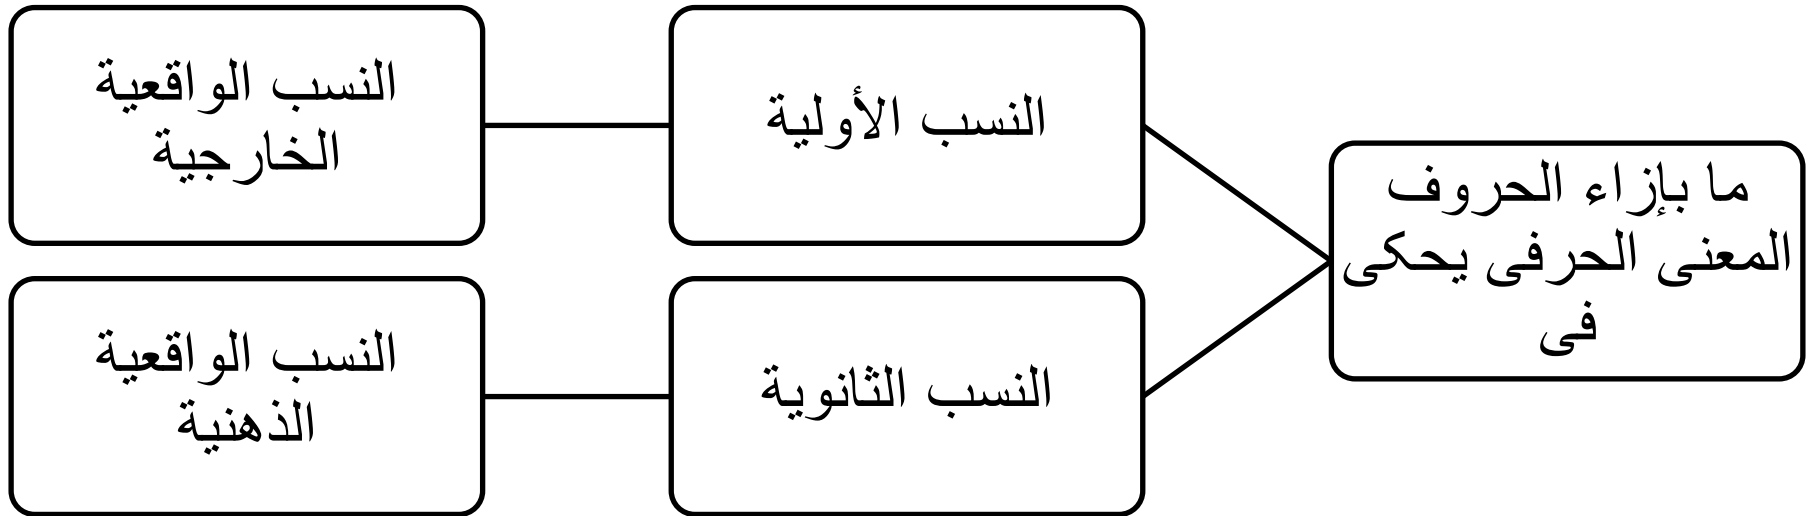 ما بإزاء الحروف
المعنى الحرفى يحكى
فى
النسب الأولية
النسب الواقعية
الخارجية
النسب الثانوية
النسب الواقعية
الذهنية